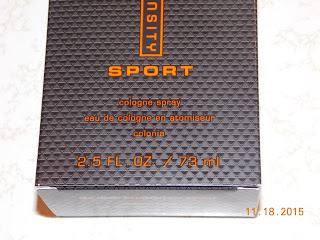 NSITY
SPORT
cologne spray
eau de cologne en atomiseur
colonia
2.5 FL. OZ. / 73 mL
11.18.2015